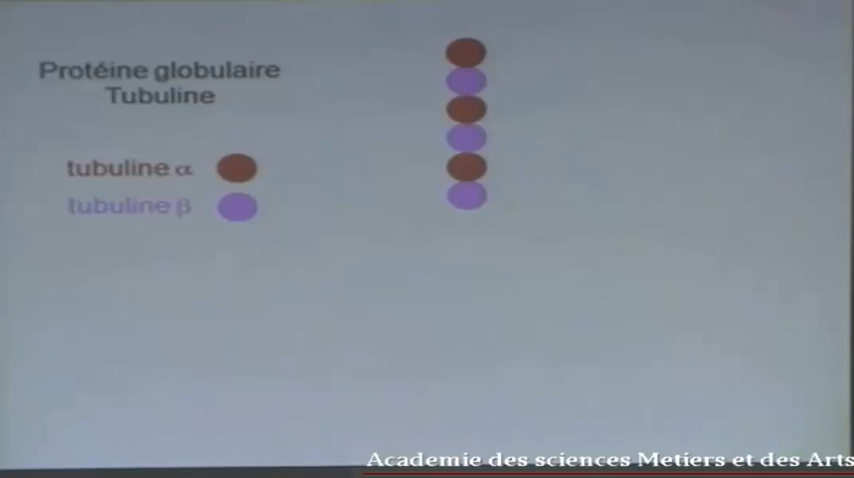 Protéine globulaire
Tubuline
tubuline α
tubuline β
Academie des sciences Metiers et des Arts